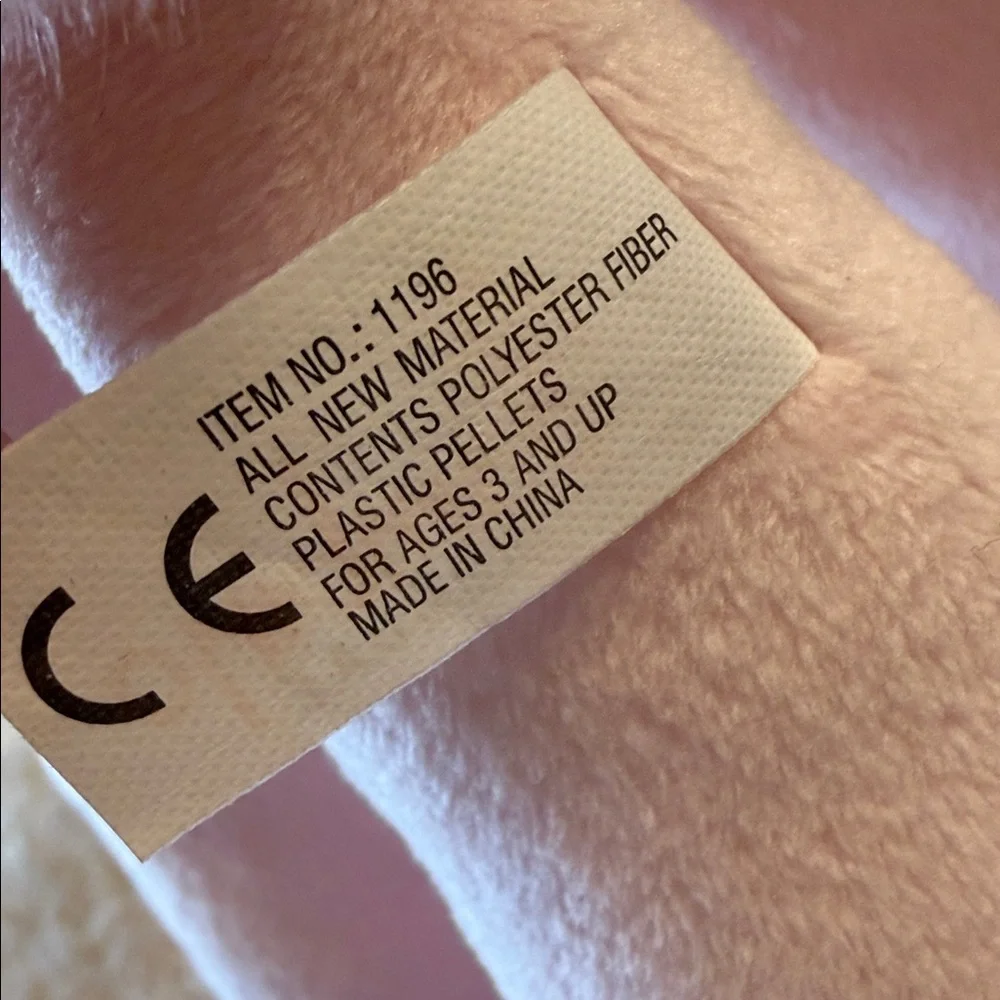 ITEM NO.: 1196
ALL NEW MATERIAL
CONTENTS POLYESTER FIBER
PLASTIC PELLETS
FOR AGES 3 AND UP
MADE IN CHINA
CE